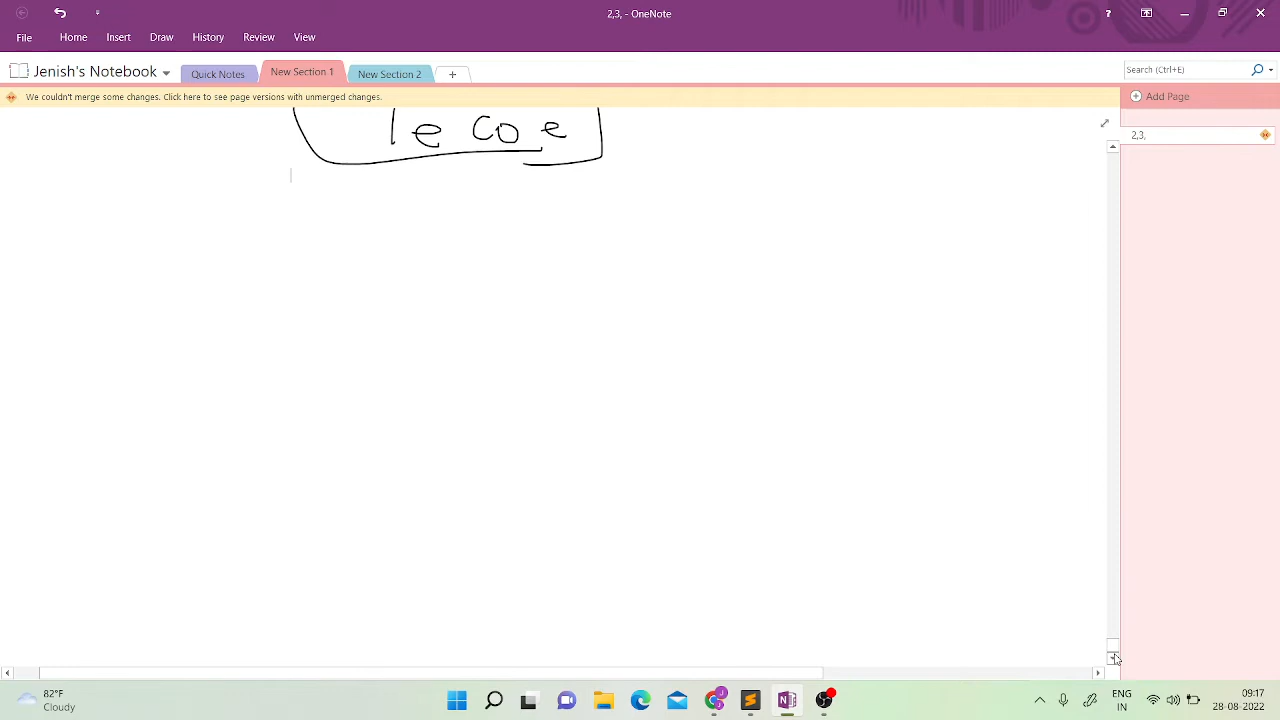 2,3, - OneNote
?
File Home Insert Draw History Review View
Jenish's Notebook Quick Notes New Section 1 New Section 2 + Search (Ctrl+E)
We couldn't merge some changes. Click here to see page versions with unmerged changes.
Add Page
2,3,
le co e
82°F
Cloudy
ENG
IN
09:17
28-08-2022